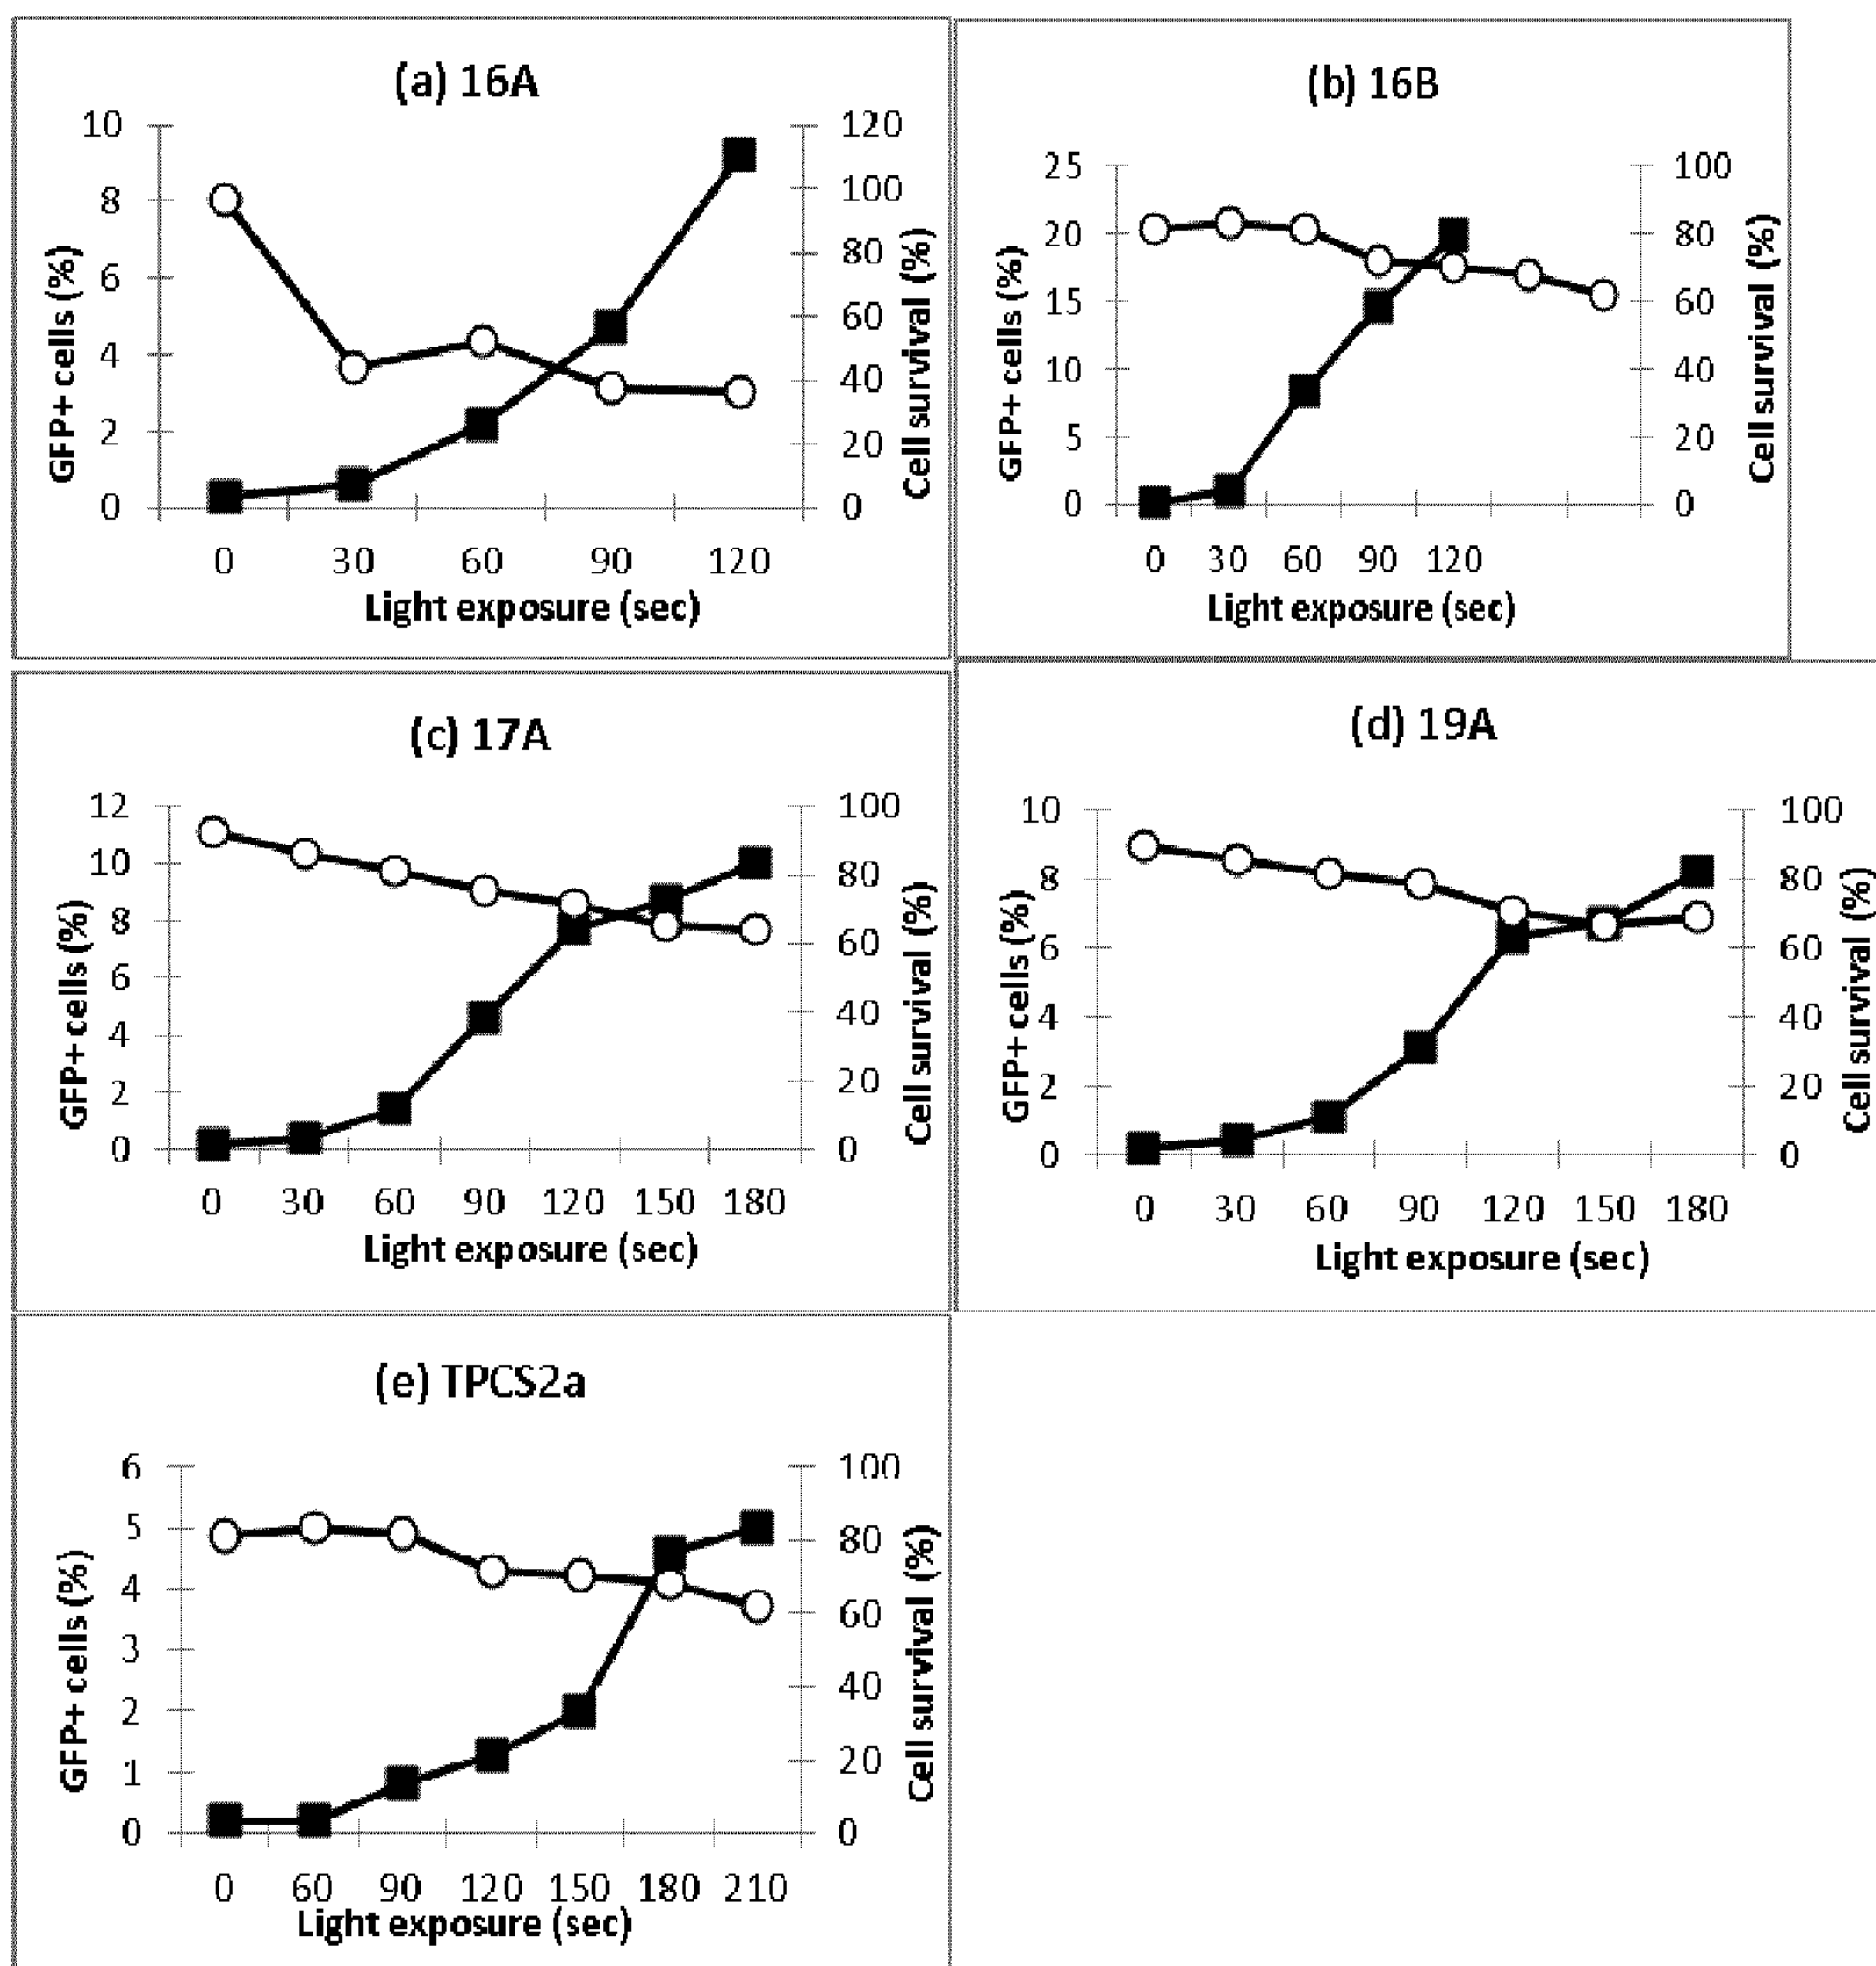 (a) 16A
10
8
6
4
2
0
GFP+ cells (%)
120
100
80
60
40
20
0
Cell survival (%)
0 30 60 90 120
Light exposure (sec)
(b) 16B
25
20
15
10
5
0
GFP+ cells (%)
100
80
60
40
20
0
Cell survival (%)
0 30 60 90 120
Light exposure (sec)
(c) 17A
12
10
8
6
4
2
0
GFP+ cells (%)
100
80
60
40
20
0
Cell survival (%)
0 30 60 90 120 150 180
Light exposure (sec)
(d) 19A
10
8
6
4
2
0
GFP+ cells (%)
100
80
60
40
20
0
Cell survival (%)
0 30 60 90 120 150 180
Light exposure (sec)
(e) TPCS2a
6
5
4
3
2
1
0
GFP+ cells (%)
100
80
60
40
20
0
Cell survival (%)
0 60 90 120 150 180 210
Light exposure (sec)